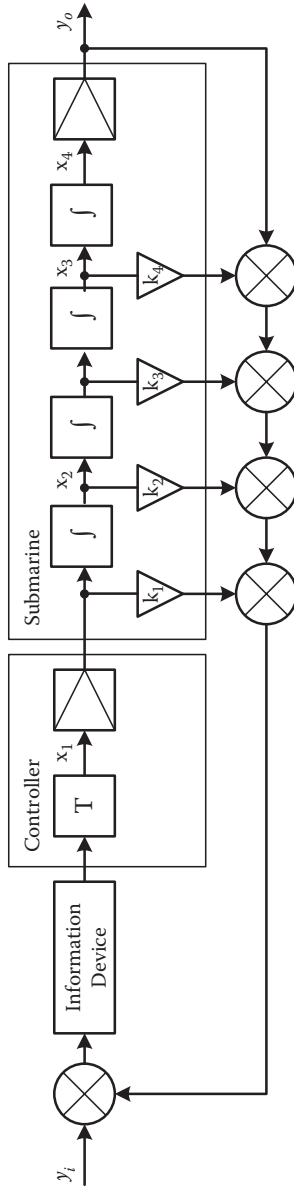 y_i
Information
Device
Controller
T
x_1
Submarine
∫
x_2
∫
∫
x_3
∫
x_4
y_o
k_1
k_2
k_3
k_4